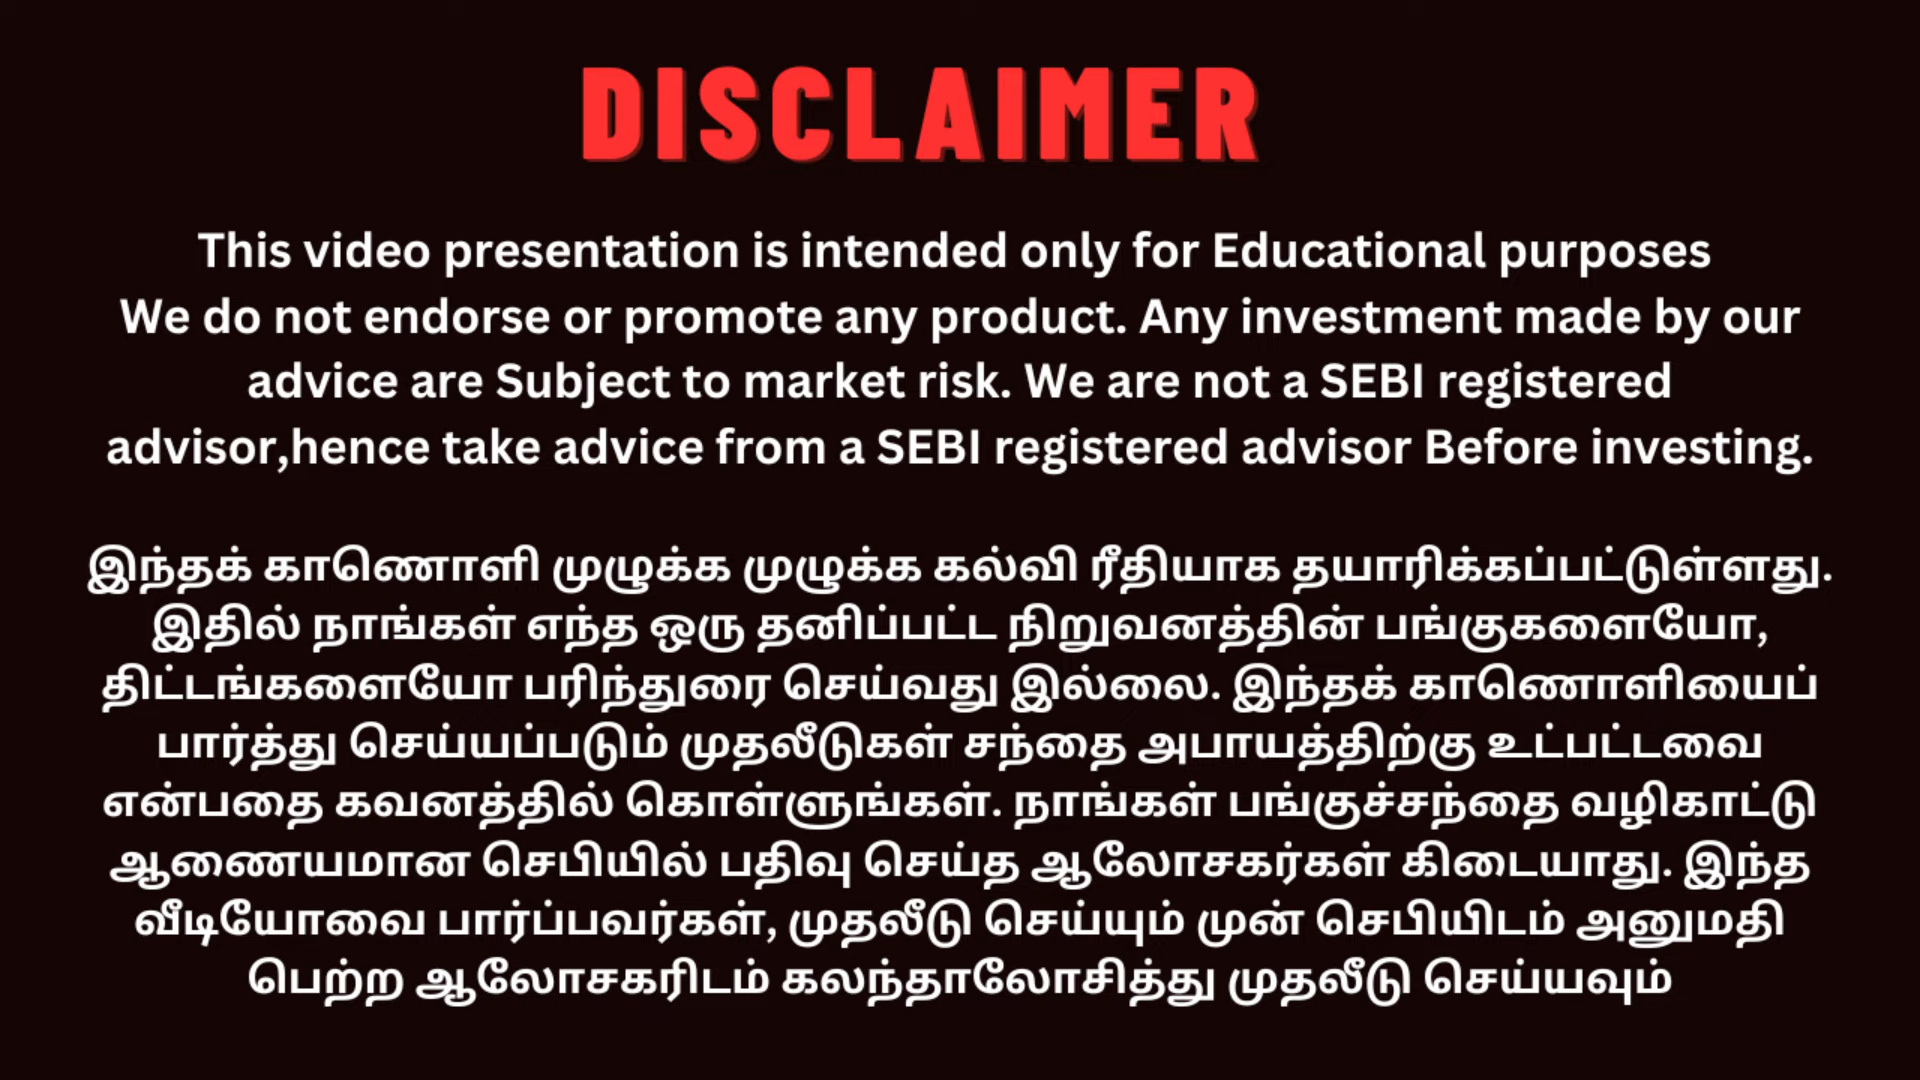 DISCLAIMER
This video presentation is intended only for Educational purposes
We do not endorse or promote any product. Any investment made by our
advice are Subject to market risk. We are not a SEBI registered
advisor,hence take advice from a SEBI registered advisor Before investing.
இந்தக் காணொளி முழுக்க முழுக்க கல்வி ரீதியாக தயாரிக்கப்பட்டுள்ளது.
இதில் நாங்கள் எந்த ஒரு தனிப்பட்ட நிறுவனத்தின் பங்குகளையோ,
திட்டங்களையோ பரிந்துரை செய்வது இல்லை. இந்தக் காணொளியைப்
பார்த்து செய்யப்படும் முதலீடுகள் சந்தை அபாயத்திற்கு உட்பட்டவை
என்பதை கவனத்தில் கொள்ளுங்கள். நாங்கள் பங்குச்சந்தை வழிகாட்டு
ஆணையமான செபியில் பதிவு செய்த ஆலோசகர்கள் கிடையாது. இந்த
வீடியோவை பார்ப்பவர்கள், முதலீடு செய்யும் முன் செபியிடம் அனுமதி
பெற்ற ஆலோசகரிடம் கலந்தாலோசித்து முதலீடு செய்யவும்